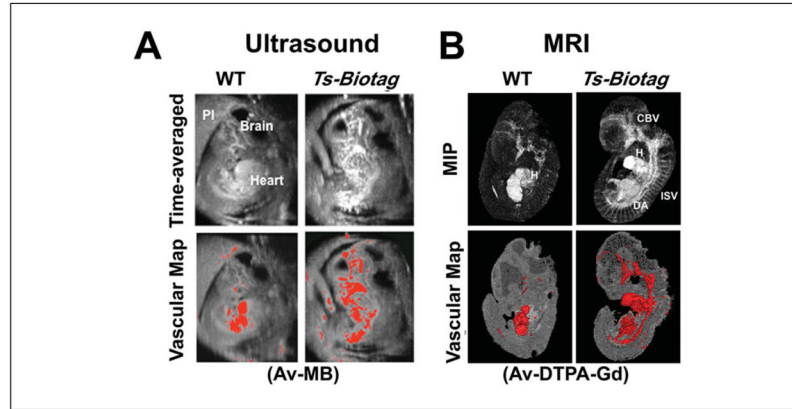 A Ultrasound
WT Ts-Biotag
Time-averaged
Pl
Brain
Heart
Vascular Map
(Av-MB)
B MRI
WT Ts-Biotag
MIP
H
CBV
H
ISV
DA
Vascular Map
(Av-DTPA-Gd)